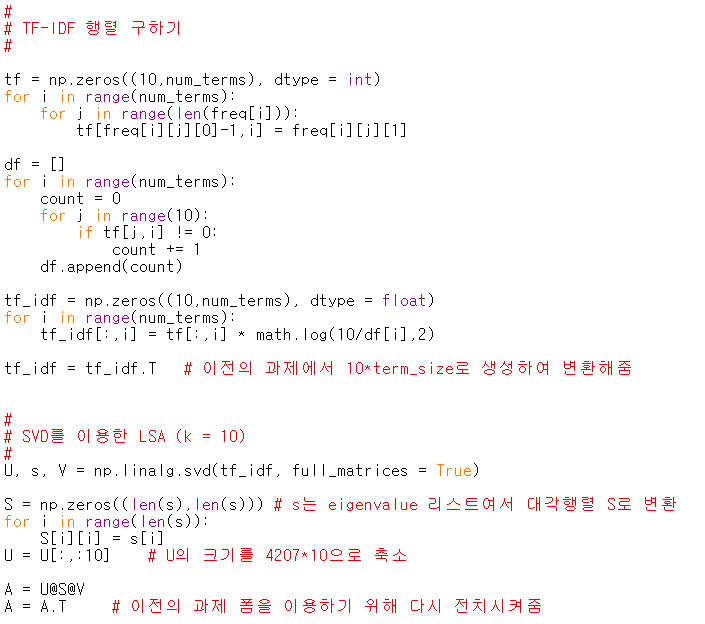 #
# TF-IDF 행렬 구하기
#
tf = np.zeros((10,num_terms), dtype = int)
for i in range(num_terms):
    for j in range(len(freq[i])):
        tf[freq[i][j][0]-1,i] = freq[i][j][1]
df = []
for i in range(num_terms):
    count = 0
    for j in range(10):
        if tf[j,i] != 0:
            count += 1
    df.append(count)
tf_idf = np.zeros((10,num_terms), dtype = float)
for i in range(num_terms):
    tf_idf[:,i] = tf[:,i] * math.log(10/df[i],2)
tf_idf = tf_idf.T   # 이전의 과제에서 10*term_size로 생성하여 변환해줌
#
# SVD를 이용한 LSA (k = 10)
#
U, s, V = np.linalg.svd(tf_idf, full_matrices = True)
S = np.zeros((len(s),len(s))) # s는 eigenvalue 리스트여서 대각행렬 S로 변환
for i in range(len(s)):
    S[i][i] = s[i]
U = U[:,:10]    # U의 크기를 4207*10으로 축소
A = U@S@V
A = A.T    # 이전의 과제 폼을 이용하기 위해 다시 전치시켜줌